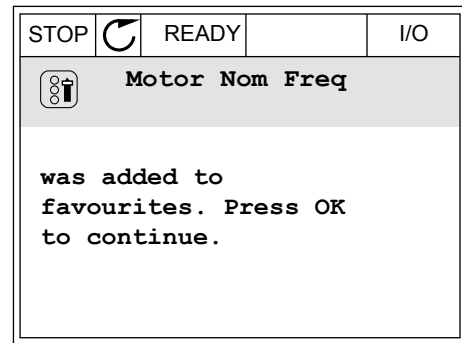 STOP READY I/O
Motor Nom Freq
was added to
favourites. Press OK
to continue.